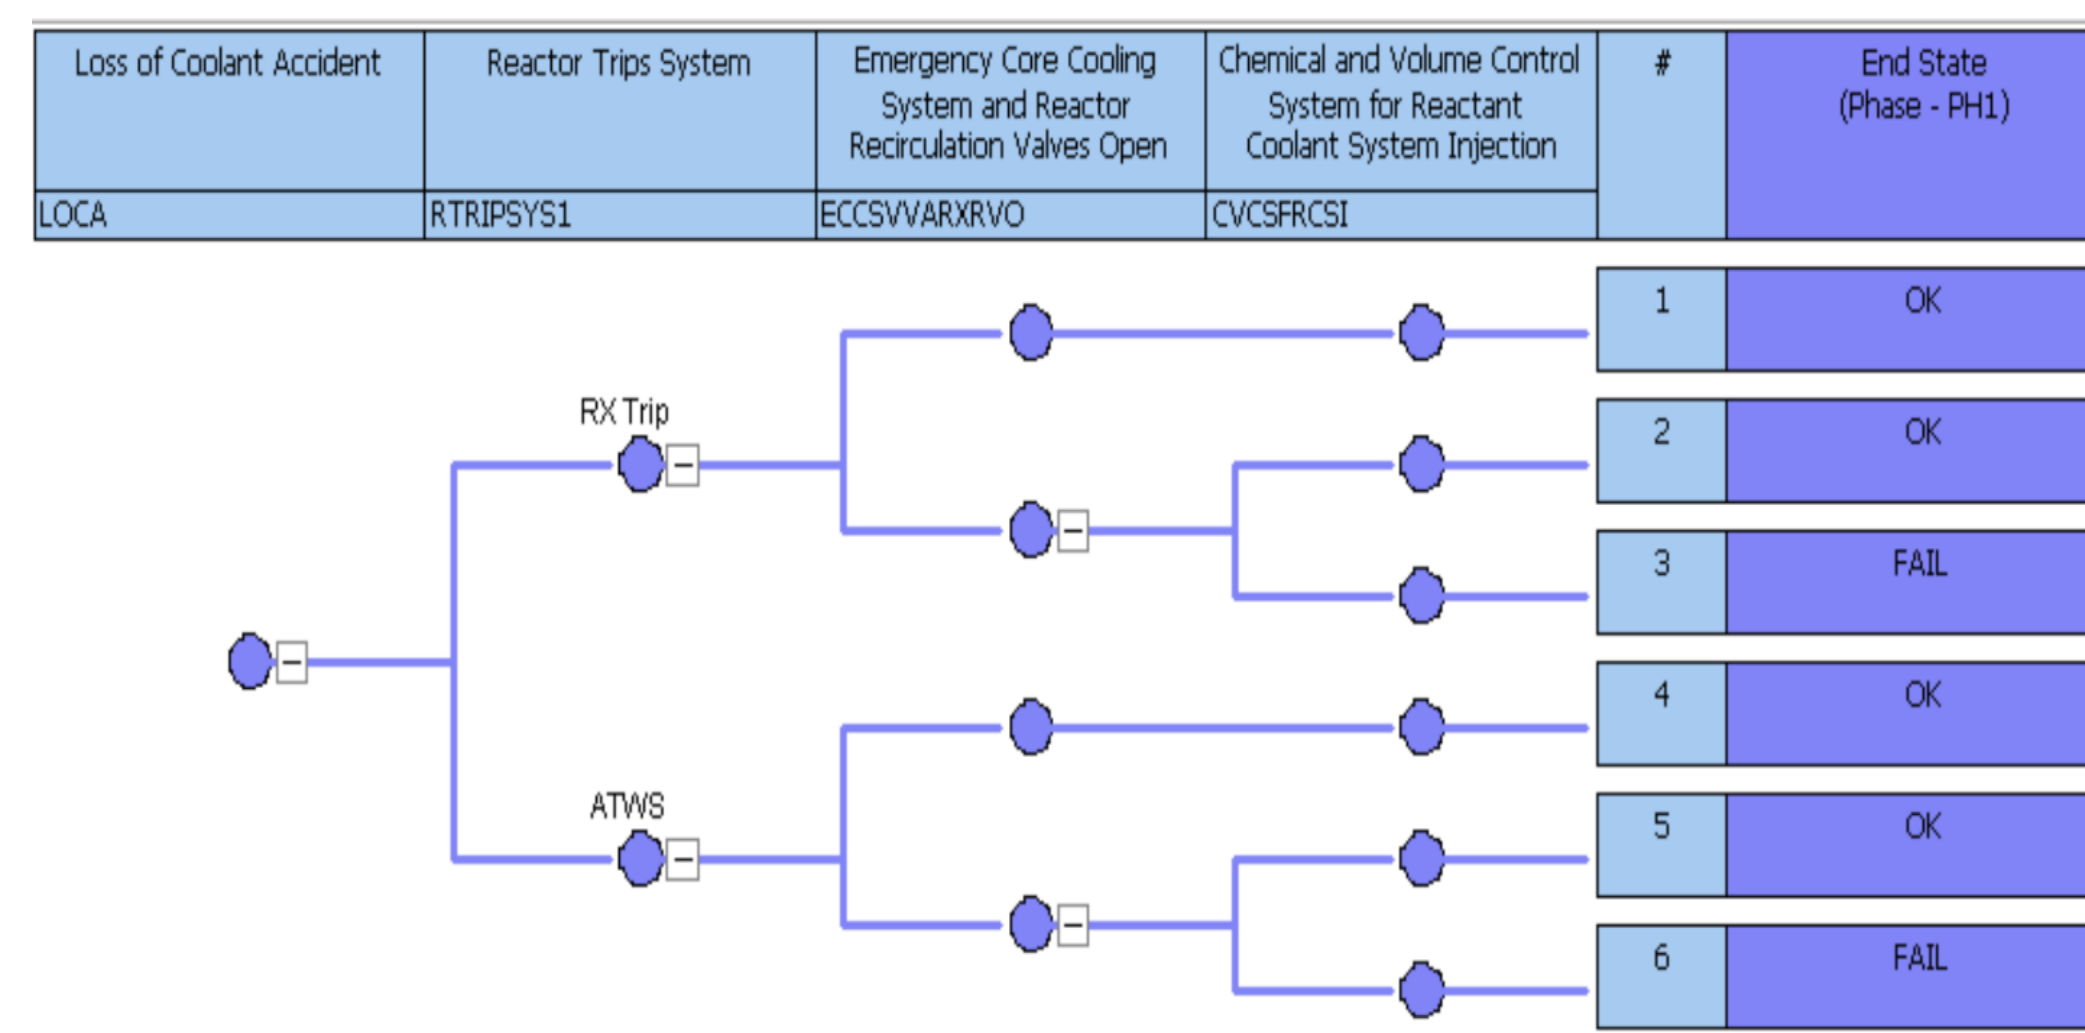 Loss of Coolant Accident
Reactor Trips System
Emergency Core Cooling
System and Reactor
Recirculation Valves Open
Chemical and Volume Control
System for Reactant
Coolant System Injection
#
End State
(Phase - PH1)
LOCA
RTRIPSYS1
ECCSVVARXRVO
CVCSFRCSI
1
OK
RX Trip
2
OK
3
FAIL
4
OK
ATWS
5
OK
6
FAIL